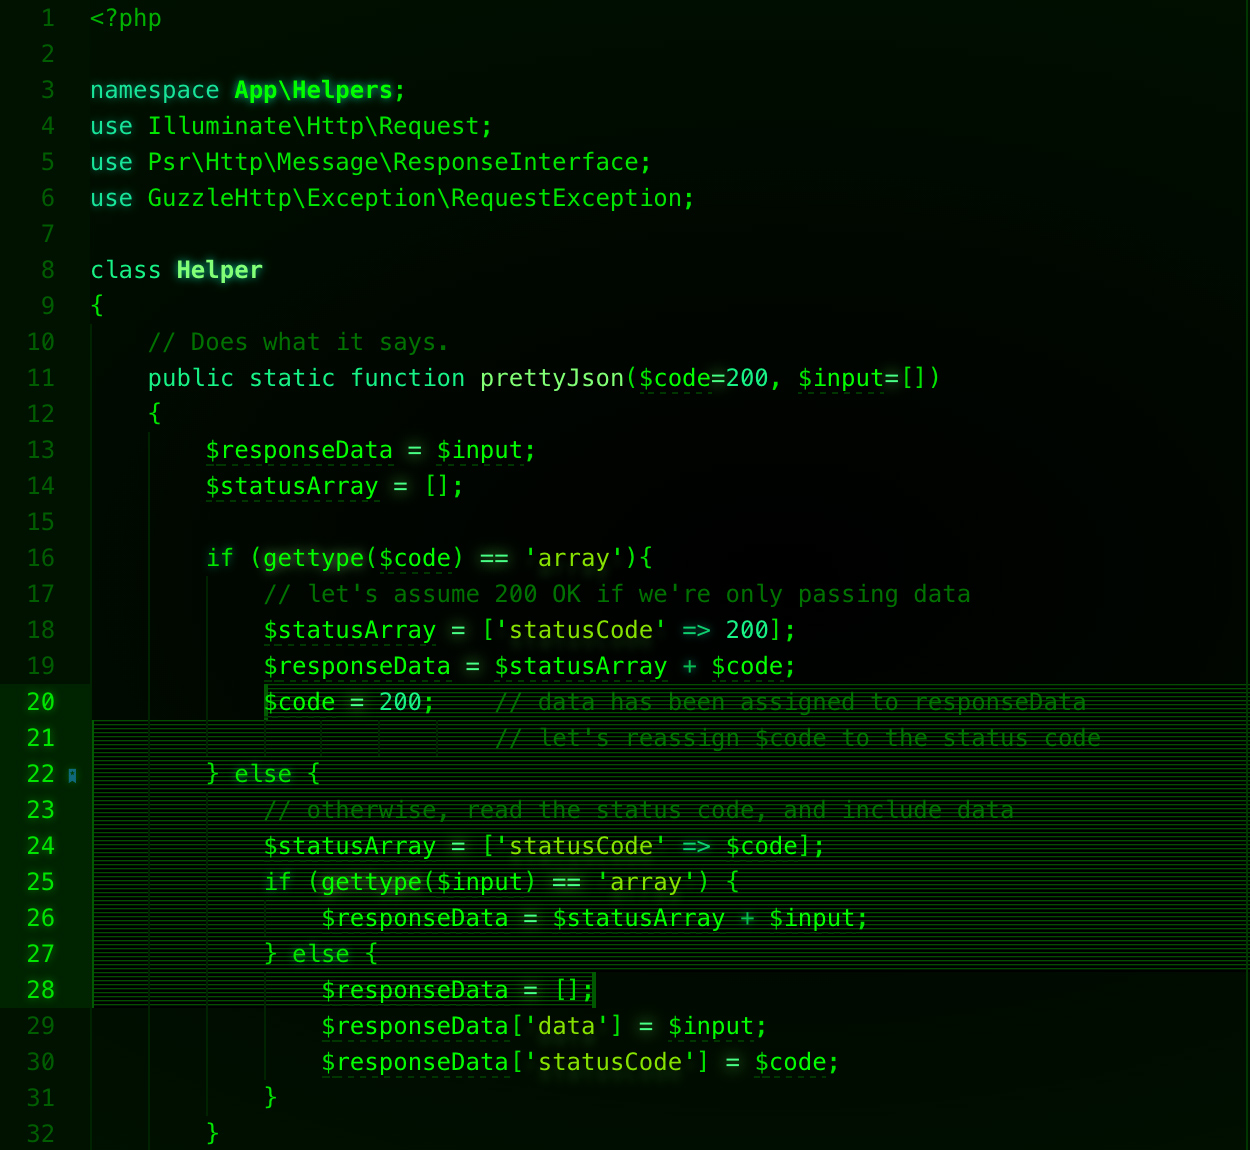 1 <?php
2
3 namespace App\Helpers;
4 use Illuminate\Http\Request;
5 use Psr\Http\Message\ResponseInterface;
6 use GuzzleHttp\Exception\RequestException;
7
8 class Helper
9 {
10     // Does what it says.
11     public static function prettyJson($code=200, $input=[])
12     {
13         $responseData = $input;
14         $statusArray = [];
15
16         if (gettype($code) == 'array'){
17             // let's assume 200 OK if we're only passing data
18             $statusArray = ['statusCode' => 200];
19             $responseData = $statusArray + $code;
20             $code = 200;    // data has been assigned to responseData
21                             // let's reassign $code to the status code
22         } else {
23             // otherwise, read the status code, and include data
24             $statusArray = ['statusCode' => $code];
25             if (gettype($input) == 'array') {
26                 $responseData = $statusArray + $input;
27             } else {
28                 $responseData = [];
29                 $responseData['data'] = $input;
30                 $responseData['statusCode'] = $code;
31             }
32         }